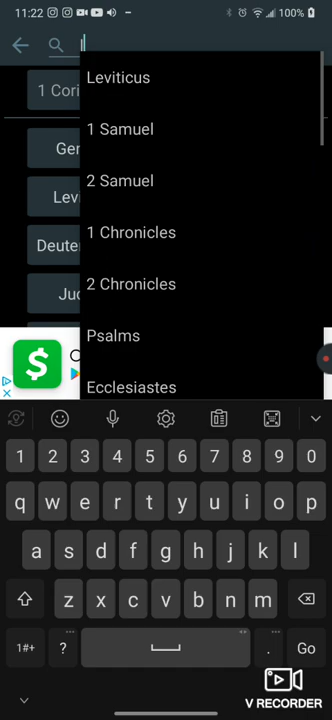 11:22
100%
l
Leviticus
1 Cori
1 Samuel
Gen
2 Samuel
Levi
1 Chronicles
Deuter
2 Chronicles
Jud
Psalms
$
Ecclesiastes
1 2 3 4 5 6 7 8 9 0
q w e r t y u i o p
a s d f g h j k l
z x c v b n m
1#+ ? . Go
V RECORDER